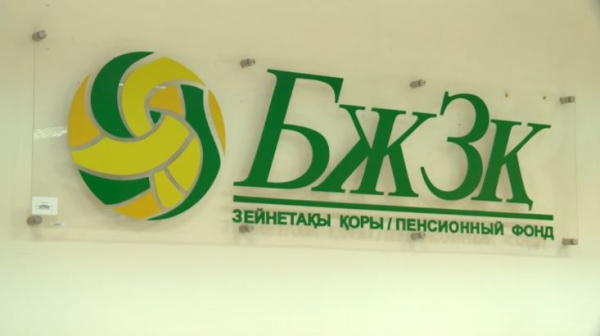 БЖЗҚ
ЗЕЙНЕТАҚЫ ҚОРЫ / ПЕНСИОННЫЙ ФОНД